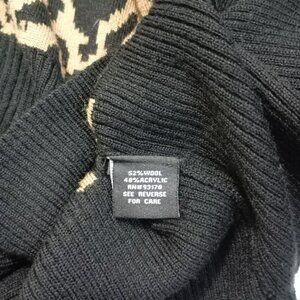 52% WOOL
48% ACRYLIC
RN# 93170
SEE REVERSE
FOR CARE